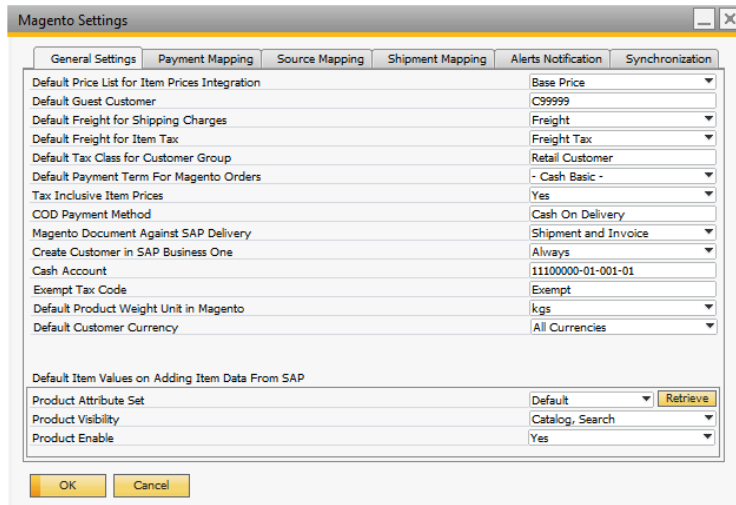 Magento Settings
General Settings Payment Mapping Source Mapping Shipment Mapping Alerts Notification Synchronization
Default Price List for Item Prices Integration Base Price
Default Guest Customer C99999
Default Freight for Shipping Charges Freight
Default Freight for Item Tax Freight Tax
Default Tax Class for Customer Group Retail Customer
Default Payment Term For Magento Orders - Cash Basic -
Tax Inclusive Item Prices Yes
COD Payment Method Cash On Delivery
Magento Document Against SAP Delivery Shipment and Invoice
Create Customer in SAP Business One Always
Cash Account 11100000-01-001-01
Exempt Tax Code Exempt
Default Product Weight Unit in Magento kgs
Default Customer Currency All Currencies
Default Item Values on Adding Item Data From SAP
Product Attribute Set Default Retrieve
Product Visibility Catalog, Search
Product Enable Yes
OK Cancel